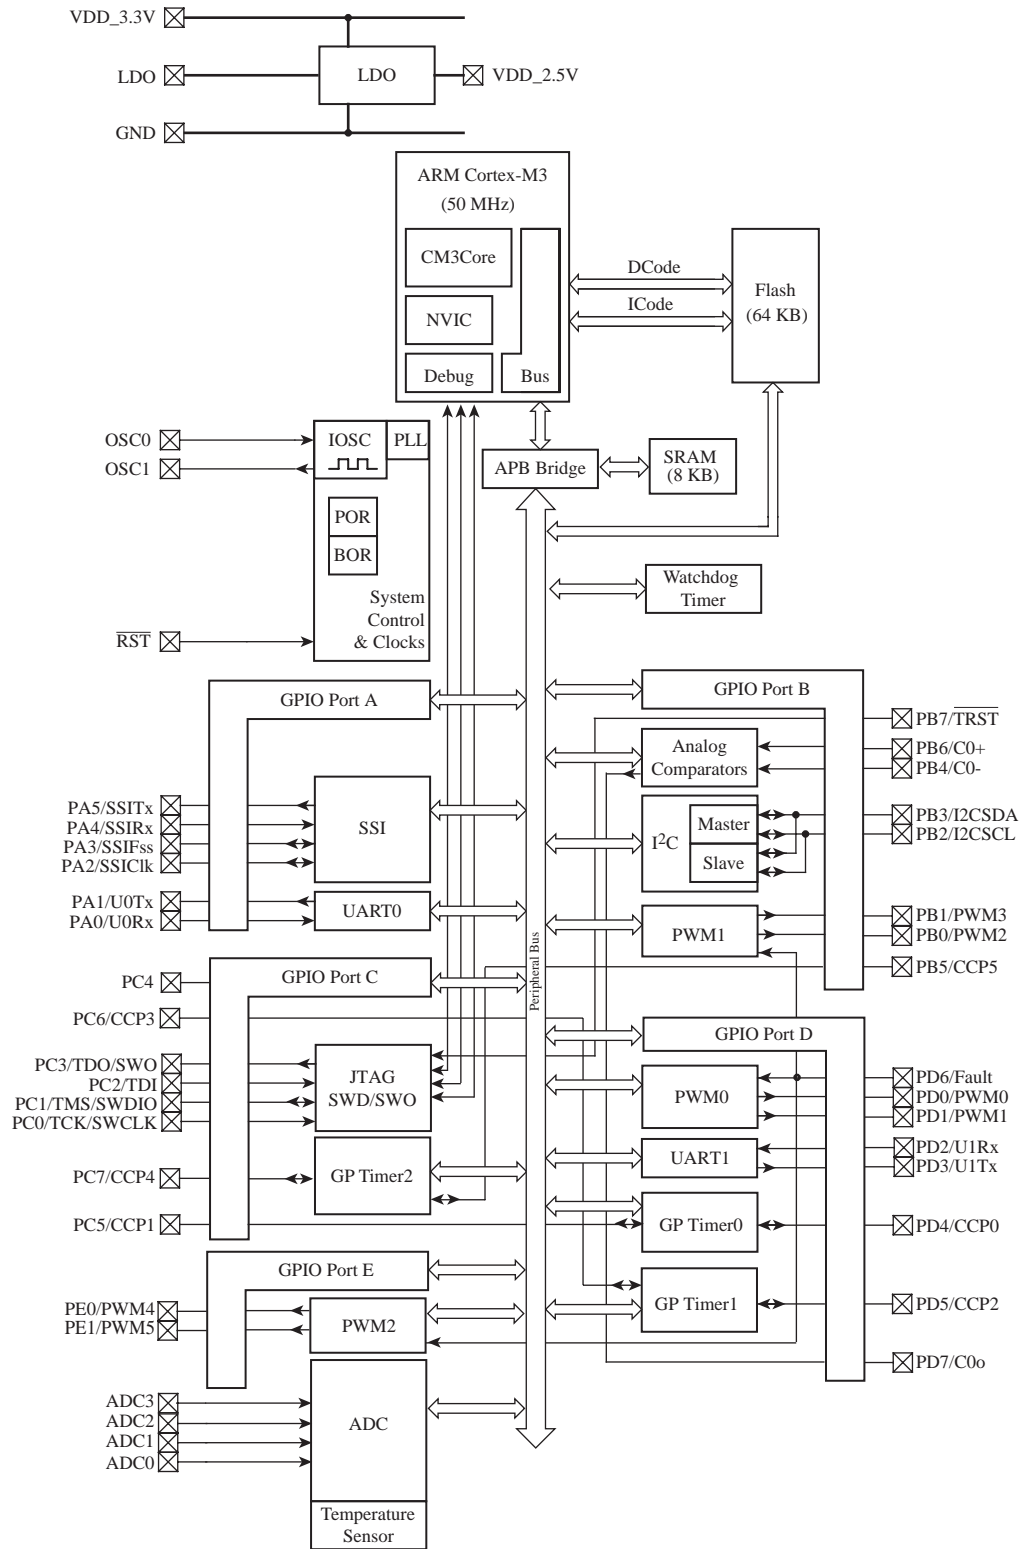 VDD_3.3V
LDO
LDO
VDD_2.5V
GND
ARM Cortex-M3
(50 MHz)
CM3Core
NVIC
Debug
Bus
DCode
ICode
Flash
(64 KB)
OSC0
OSC1
IOSC
PLL
POR
BOR
System
Control
& Clocks
RST
APB Bridge
SRAM
(8 KB)
Watchdog
Timer
Peripheral Bus
GPIO Port A
PA5/SSITx
PA4/SSIRx
PA3/SSIFss
PA2/SSIClk
SSI
PA1/U0Tx
PA0/U0Rx
UART0
GPIO Port B
PB7/TRST
PB6/C0+
PB4/C0-
Analog
Comparators
PB3/I2CSDA
PB2/I2CSCL
I2C
Master
Slave
PWM1
PB1/PWM3
PB0/PWM2
PB5/CCP5
GPIO Port C
PC4
PC6/CCP3
PC3/TDO/SWO
PC2/TDI
PC1/TMS/SWDIO
PC0/TCK/SWCLK
JTAG
SWD/SWO
PC7/CCP4
GP Timer2
PC5/CCP1
GPIO Port D
PWM0
PD6/Fault
PD0/PWM0
PD1/PWM1
UART1
PD2/U1Rx
PD3/U1Tx
GP Timer0
PD4/CCP0
GP Timer1
PD5/CCP2
PD7/C0o
GPIO Port E
PE0/PWM4
PE1/PWM5
PWM2
ADC3
ADC2
ADC1
ADC0
ADC
Temperature
Sensor